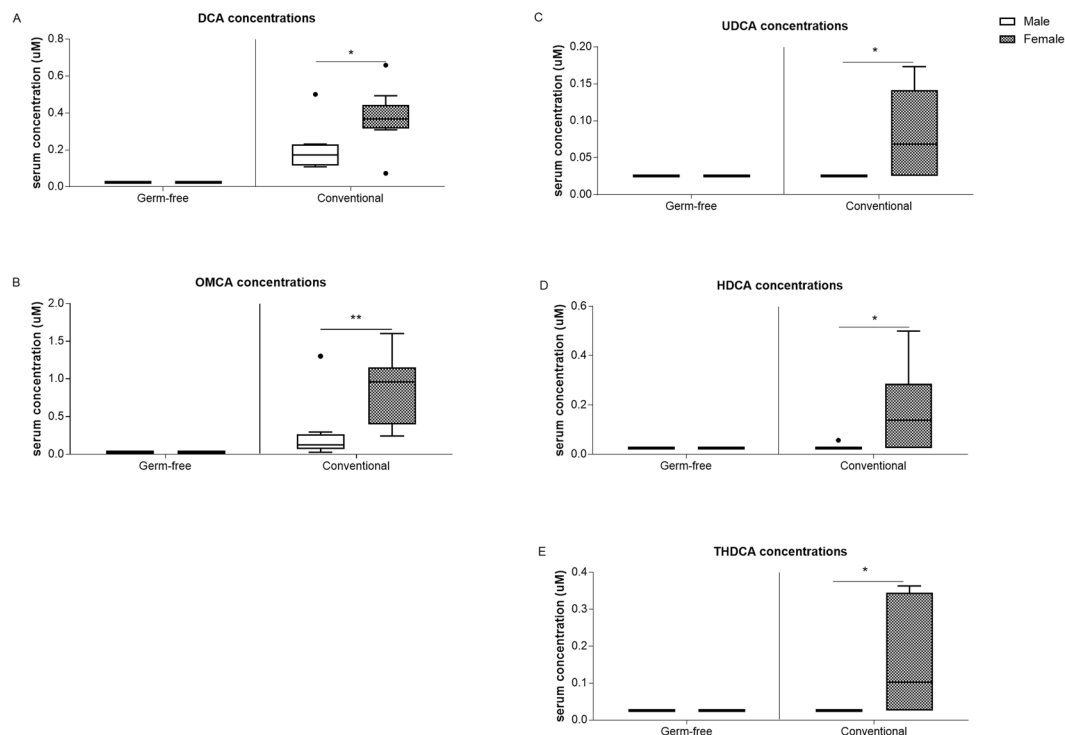 A
DCA concentrations
serum concentration (uM)
0.8
0.6
0.4
0.2
0.0
*
Germ-free
Conventional
B
OMCA concentrations
serum concentration (uM)
2.0
1.5
1.0
0.5
0.0
**
Germ-free
Conventional
C
UDCA concentrations
serum concentration (uM)
0.20
0.15
0.10
0.05
0.00
*
Germ-free
Conventional
Male
Female
D
HDCA concentrations
serum concentration (uM)
0.6
0.4
0.2
0.0
*
Germ-free
Conventional
E
THDCA concentrations
serum concentration (uM)
0.4
0.3
0.2
0.1
0.0
*
Germ-free
Conventional